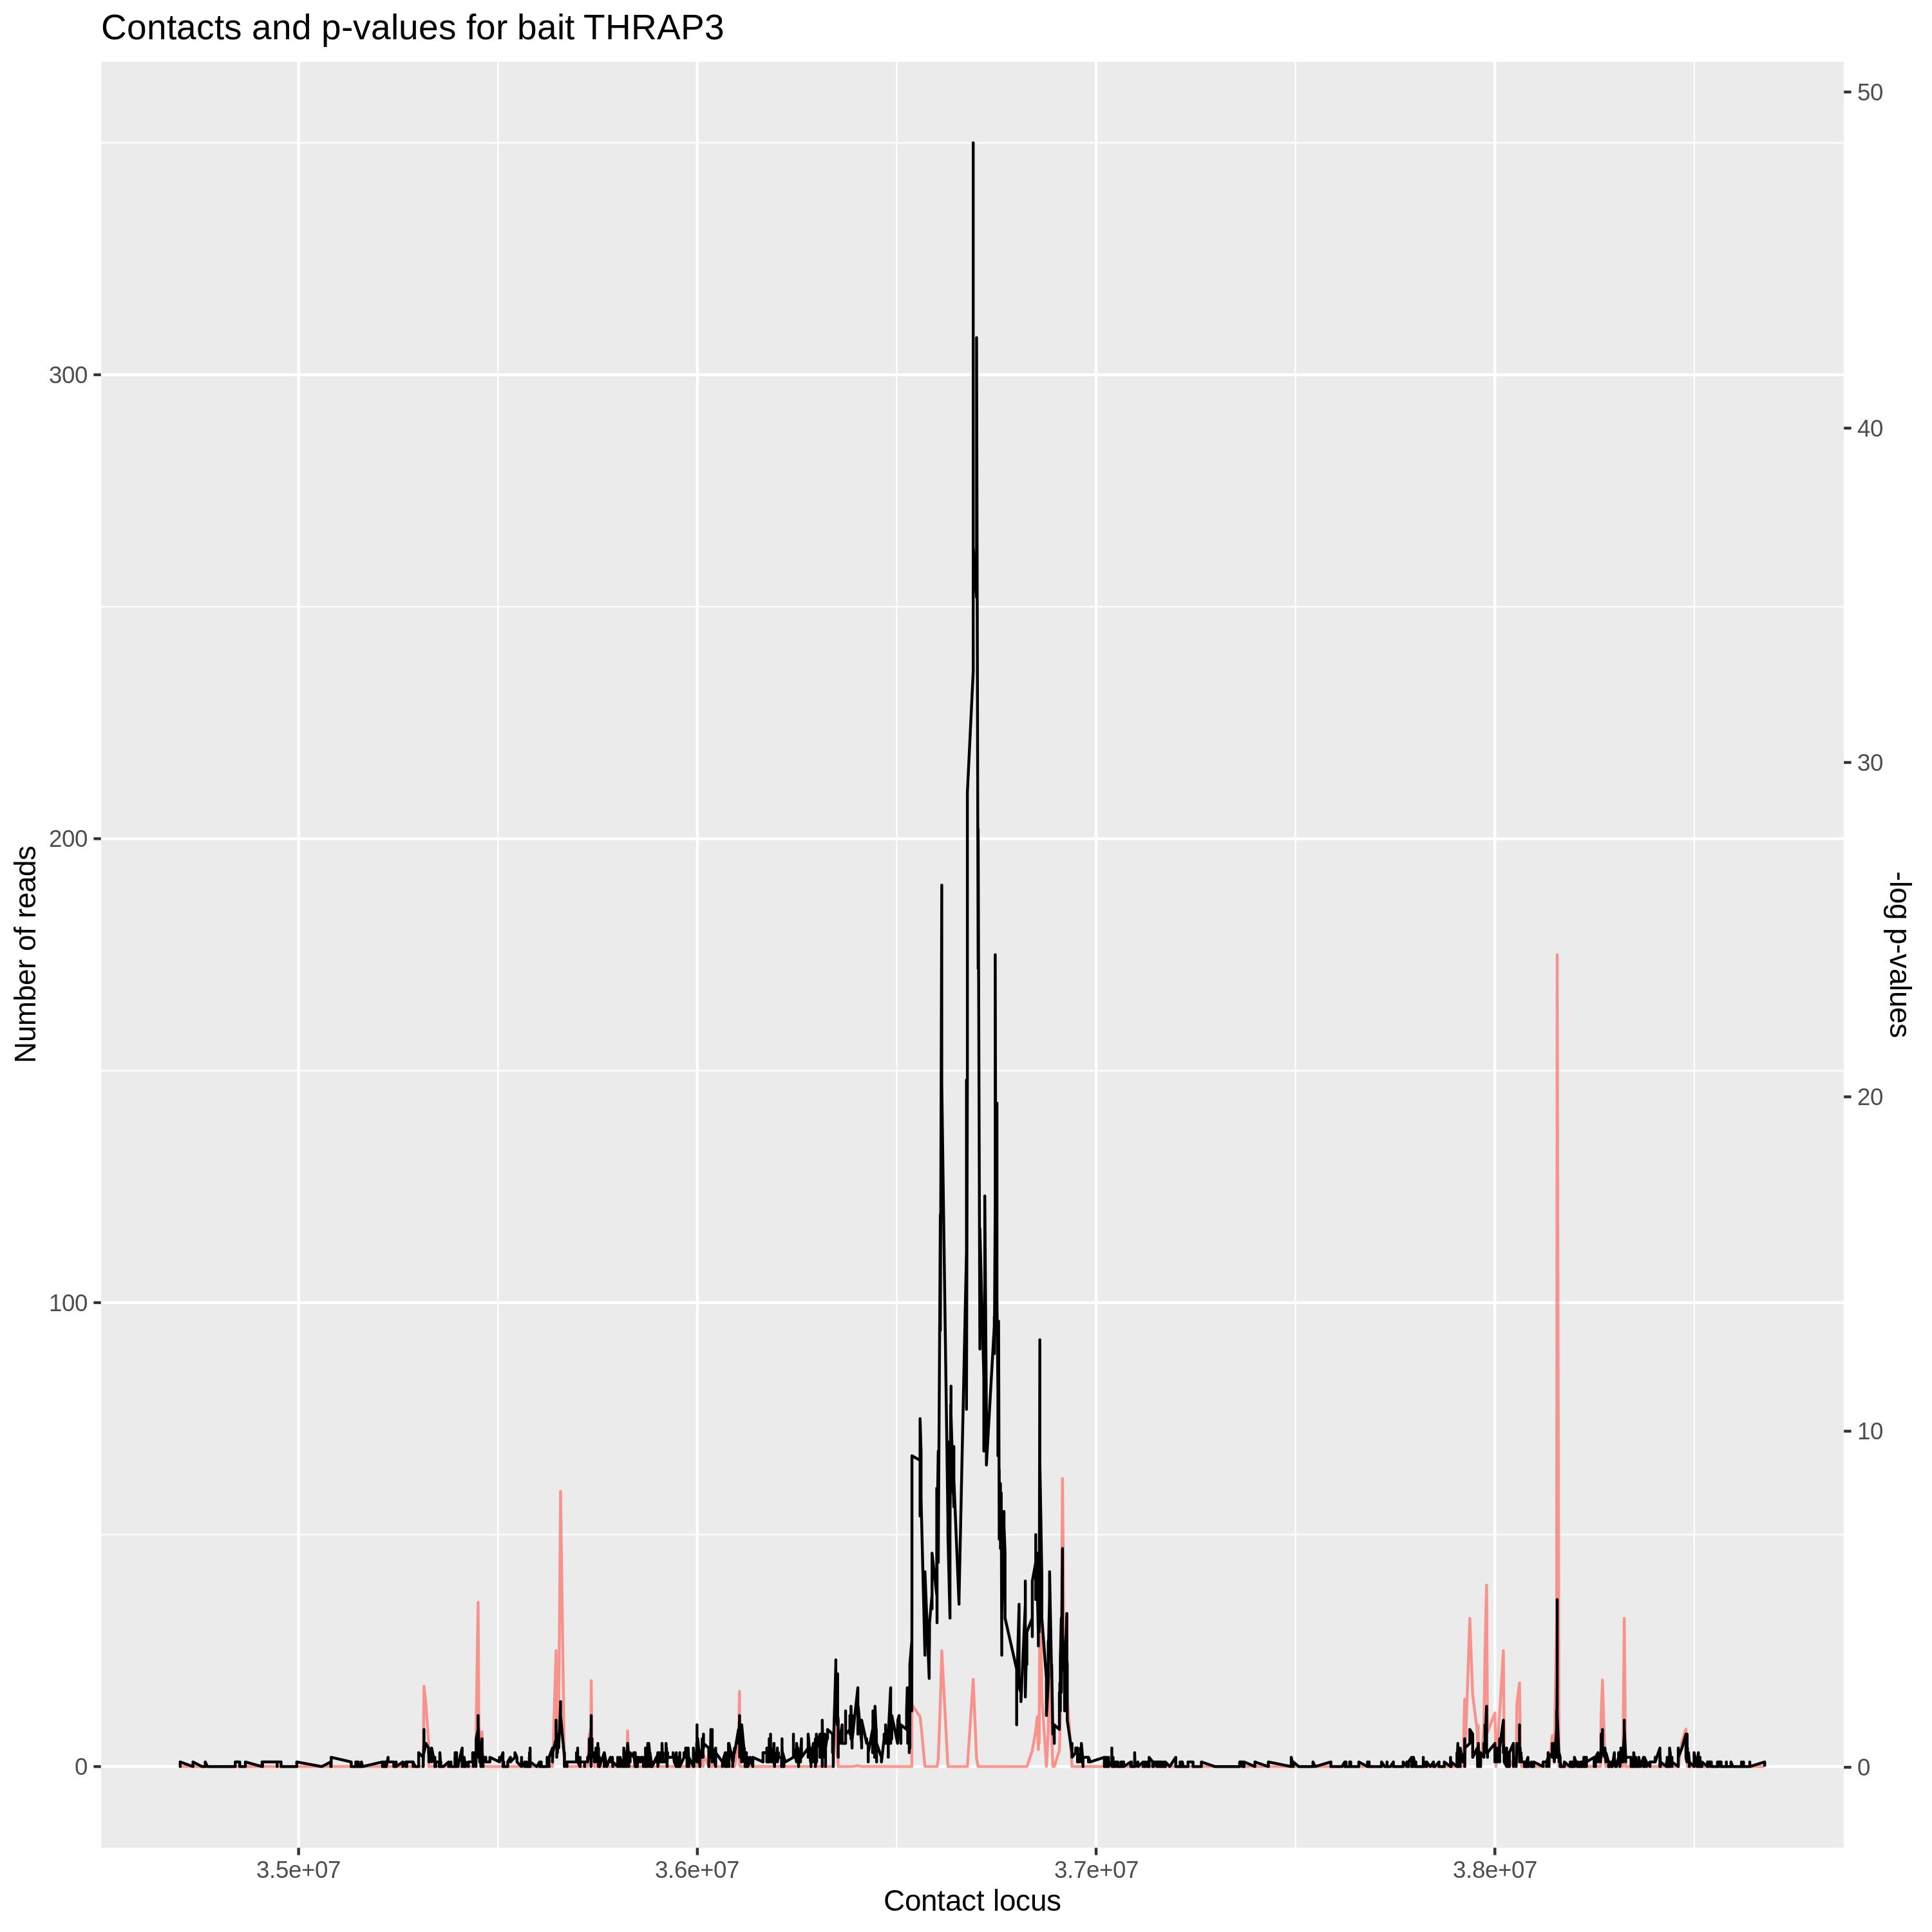 Contacts and p-values for bait THRAP3
Number of reads
300
200
100
0
50
40
30
20
10
0
-log p-values
3.5e+07
3.6e+07
3.7e+07
3.8e+07
Contact locus